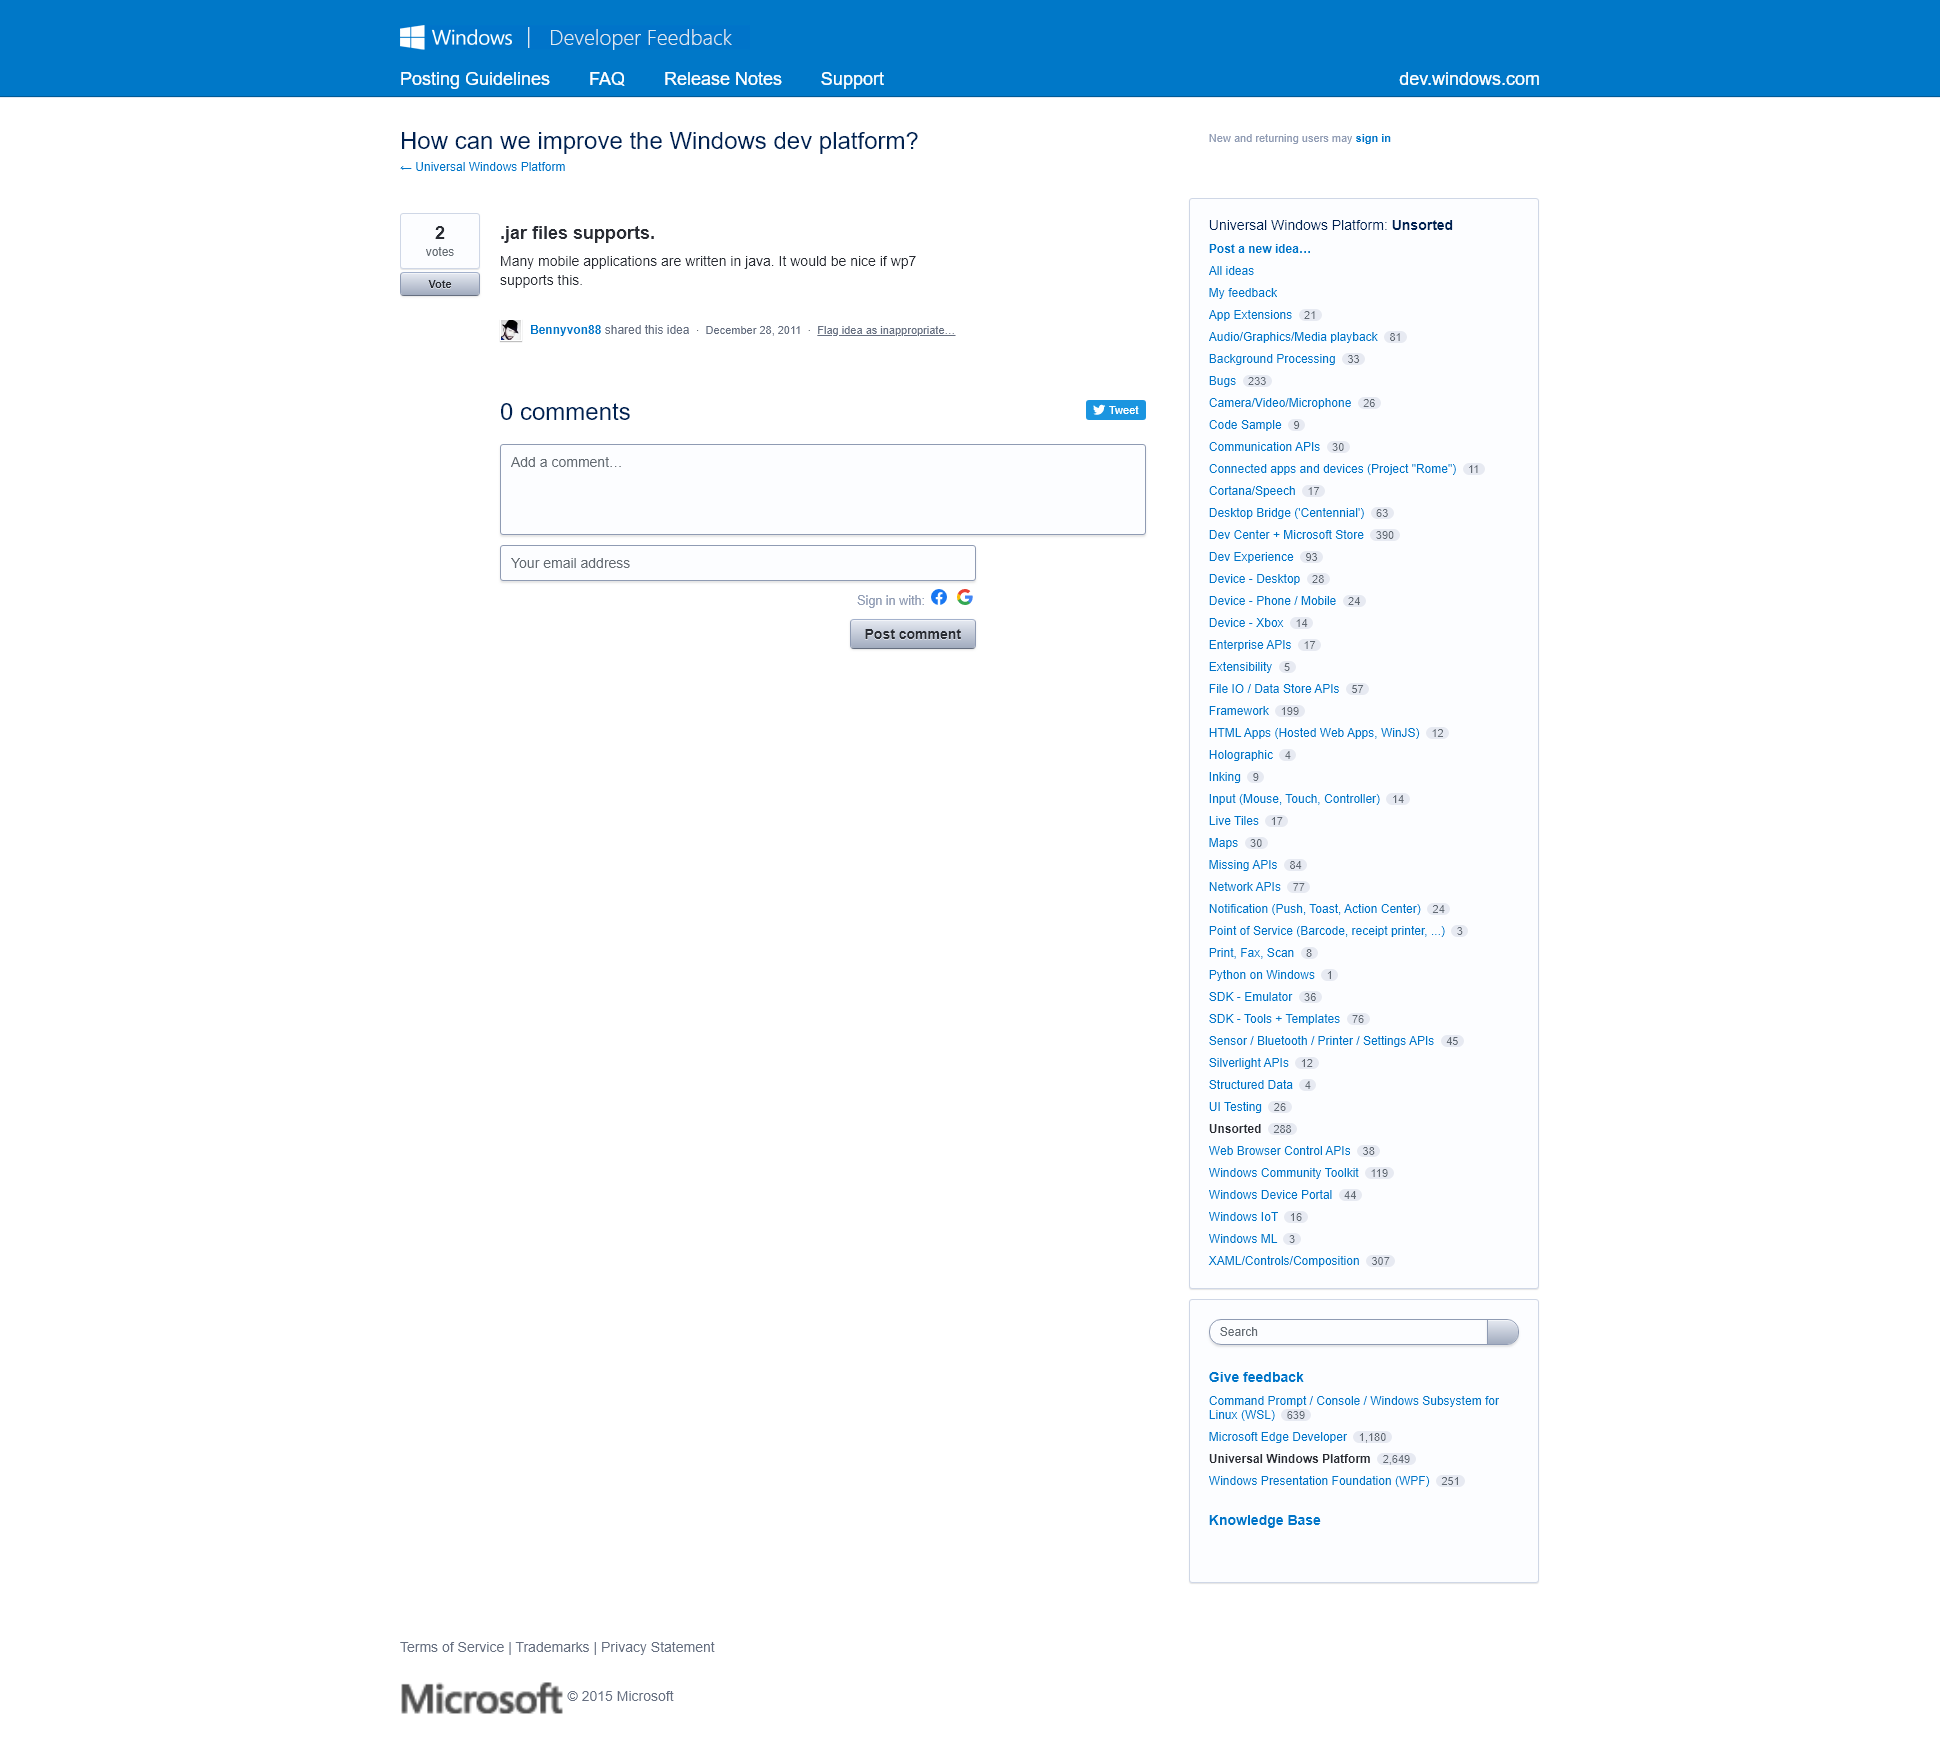 Windows | Developer Feedback
Posting Guidelines FAQ Release Notes Support dev.windows.com
How can we improve the Windows dev platform?
← Universal Windows Platform
New and returning users may sign in
2
votes
Vote
.jar files supports.
Many mobile applications are written in java. It would be nice if wp7
supports this.
Bennyvon88 shared this idea · December 28, 2011 · Flag idea as inappropriate…
0 comments
Tweet
Add a comment…
Your email address
Sign in with:
Post comment
Universal Windows Platform: Unsorted
Post a new idea…
All ideas
My feedback
App Extensions 21
Audio/Graphics/Media playback 81
Background Processing 33
Bugs 233
Camera/Video/Microphone 26
Code Sample 9
Communication APIs 30
Connected apps and devices (Project "Rome") 11
Cortana/Speech 17
Desktop Bridge ('Centennial') 63
Dev Center + Microsoft Store 390
Dev Experience 93
Device - Desktop 28
Device - Phone / Mobile 24
Device - Xbox 14
Enterprise APIs 17
Extensibility 5
File IO / Data Store APIs 57
Framework 199
HTML Apps (Hosted Web Apps, WinJS) 12
Holographic 4
Inking 9
Input (Mouse, Touch, Controller) 14
Live Tiles 17
Maps 30
Missing APIs 84
Network APIs 77
Notification (Push, Toast, Action Center) 24
Point of Service (Barcode, receipt printer, ...) 3
Print, Fax, Scan 8
Python on Windows 1
SDK - Emulator 36
SDK - Tools + Templates 76
Sensor / Bluetooth / Printer / Settings APIs 45
Silverlight APIs 12
Structured Data 4
UI Testing 26
Unsorted 288
Web Browser Control APIs 38
Windows Community Toolkit 119
Windows Device Portal 44
Windows IoT 16
Windows ML 3
XAML/Controls/Composition 307
Search
Give feedback
Command Prompt / Console / Windows Subsystem for
Linux (WSL) 639
Microsoft Edge Developer 1,180
Universal Windows Platform 2,649
Windows Presentation Foundation (WPF) 251
Knowledge Base
Terms of Service | Trademarks | Privacy Statement
Microsoft © 2015 Microsoft